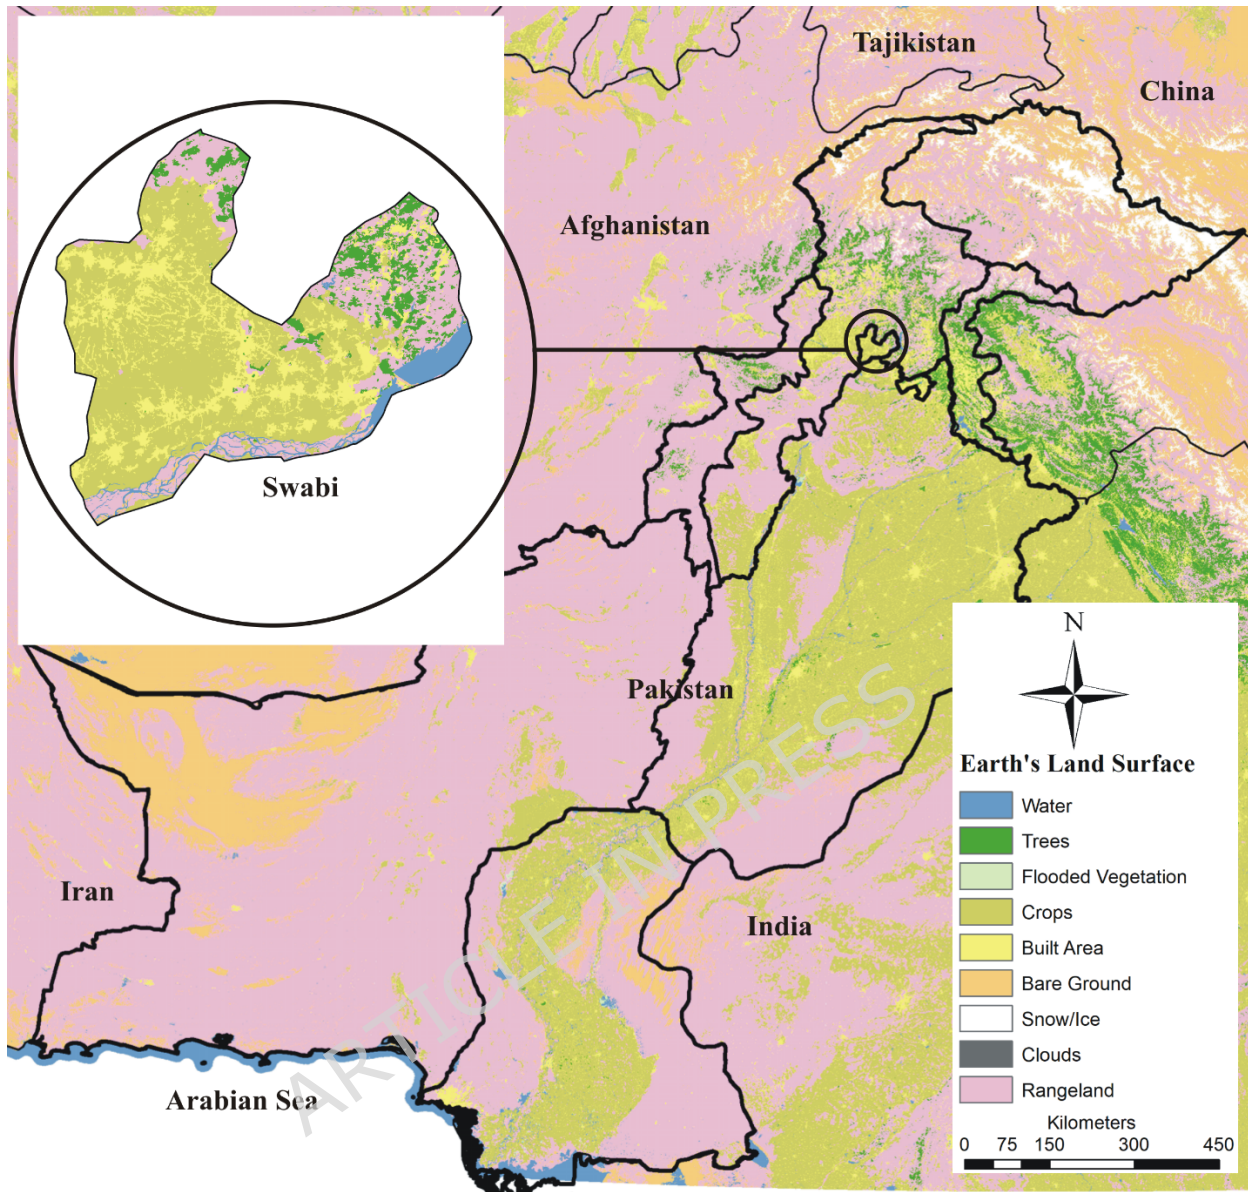 Tajikistan
China
Afghanistan
Swabi
Pakistan
Iran
India
Arabian Sea
ARTICLE IN PRESS
N
Earth's Land Surface
Water
Trees
Flooded Vegetation
Crops
Built Area
Bare Ground
Snow/Ice
Clouds
Rangeland
Kilometers
0 75 150 300 450